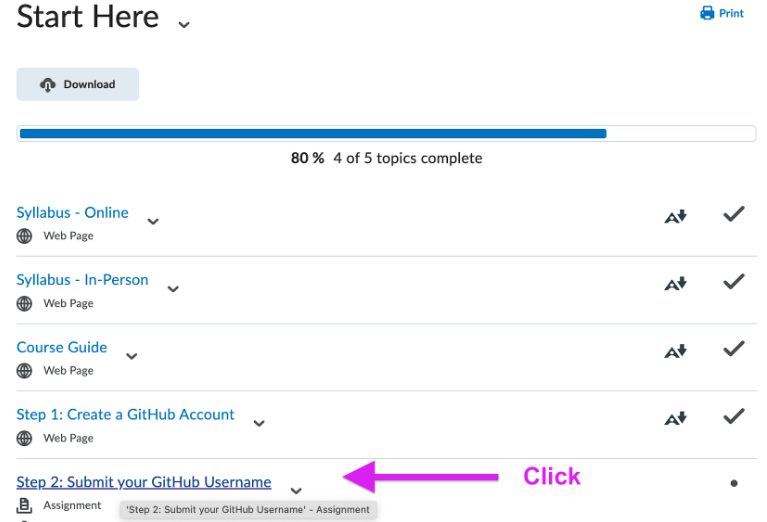 Start Here
Print
Download
80 % 4 of 5 topics complete
Syllabus - Online
Web Page
Syllabus - In-Person
Web Page
Course Guide
Web Page
Step 1: Create a GitHub Account
Web Page
Step 2: Submit your GitHub Username
Click
Assignment
'Step 2: Submit your GitHub Username' - Assignment